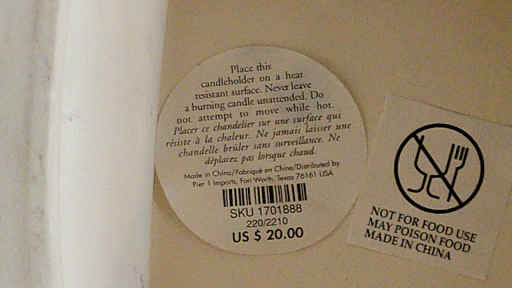 Place this
candleholder on a heat
resistant surface. Never leave
a burning candle unattended. Do
not attempt to move while hot.
Placer ce chandelier sur une surface qui
résiste à la chaleur. Ne jamais laisser une
chandelle brûler sans surveillance. Ne
déplacez pas lorsque chaud.
Made in China/Fabriqué en Chine/Distributed by
Pier 1 Imports, Fort Worth, Texas 76161 USA
SKU 1701888
220/2210
US $ 20.00
NOT FOR FOOD USE
MAY POISON FOOD
MADE IN CHINA